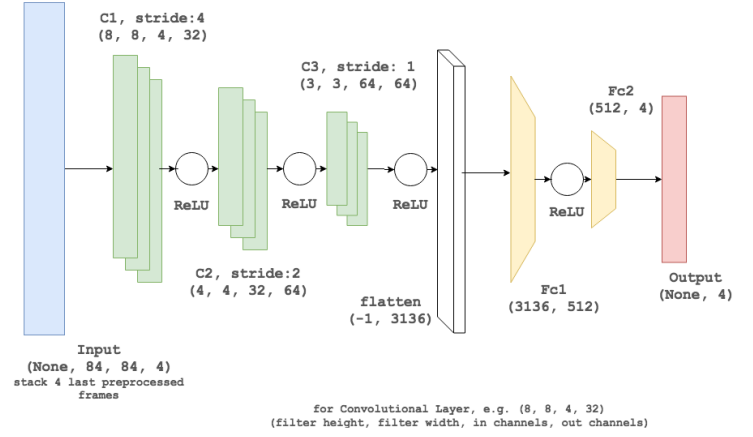 C1, stride:4
(8, 8, 4, 32)
C3, stride: 1
(3, 3, 64, 64)
Fc2
(512, 4)
ReLU
ReLU
ReLU
ReLU
C2, stride:2
(4, 4, 32, 64)
flatten
(-1, 3136)
Fc1
(3136, 512)
Output
(None, 4)
Input
(None, 84, 84, 4)
stack 4 last preprocessed
frames
for Convolutional Layer, e.g. (8, 8, 4, 32)
(filter height, filter width, in channels, out channels)